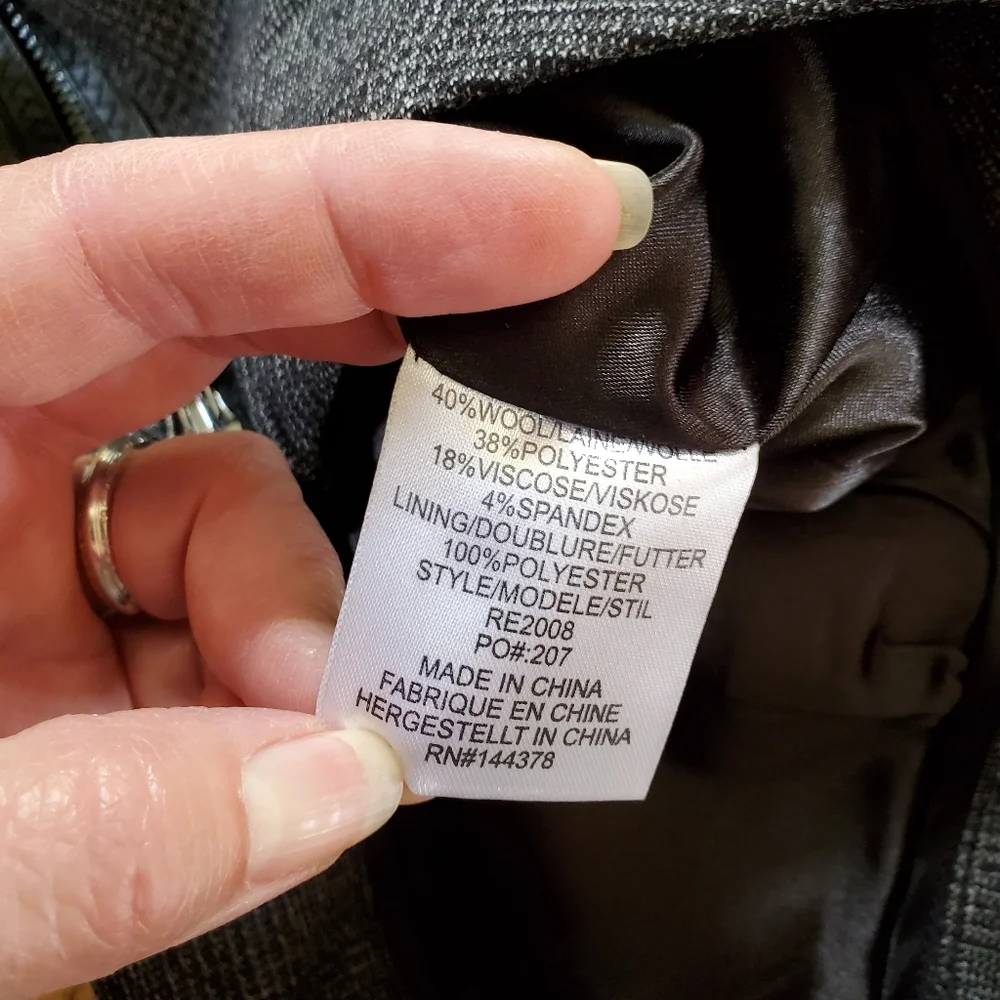 40%WOOL/LAINE/WOLLE
38%POLYESTER
18%VISCOSE/VISKOSE
4%SPANDEX
LINING/DOUBLURE/FUTTER
100%POLYESTER
STYLE/MODELE/STIL
RE2008
PO#:207
MADE IN CHINA
FABRIQUE EN CHINE
HERGESTELLT IN CHINA
RN#144378